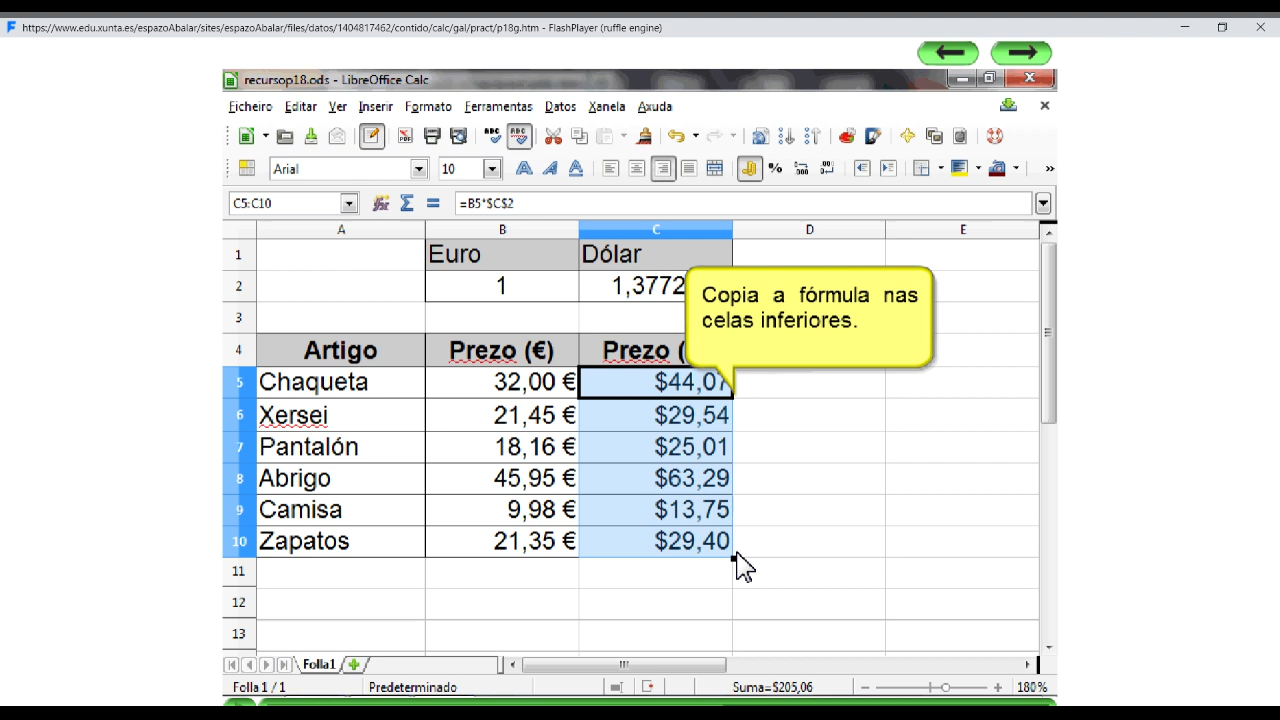 https://www.edu.xunta.es/espazoAbalar/sites/espazoAbalar/files/datos/1404817462/contido/calc/gal/pract/p18g.htm - FlashPlayer (ruffle engine)
recursop18.ods - LibreOffice Calc
Ficheiro Editar Ver Inserir Formato Ferramentas Datos Xanela Axuda
Arial 10
C5:C10 =B5*$C$2
A B C D E
1 Euro Dólar
2 1 1,3772
3
4 Artigo Prezo (€) Prezo (
5 Chaqueta 32,00 € $44,07
6 Xersei 21,45 € $29,54
7 Pantalón 18,16 € $25,01
8 Abrigo 45,95 € $63,29
9 Camisa 9,98 € $13,75
10 Zapatos 21,35 € $29,40
11
12
13
Copia a fórmula nas
celas inferiores.
Folla1
Folla 1 / 1 Predeterminado Suma=$205,06 180%